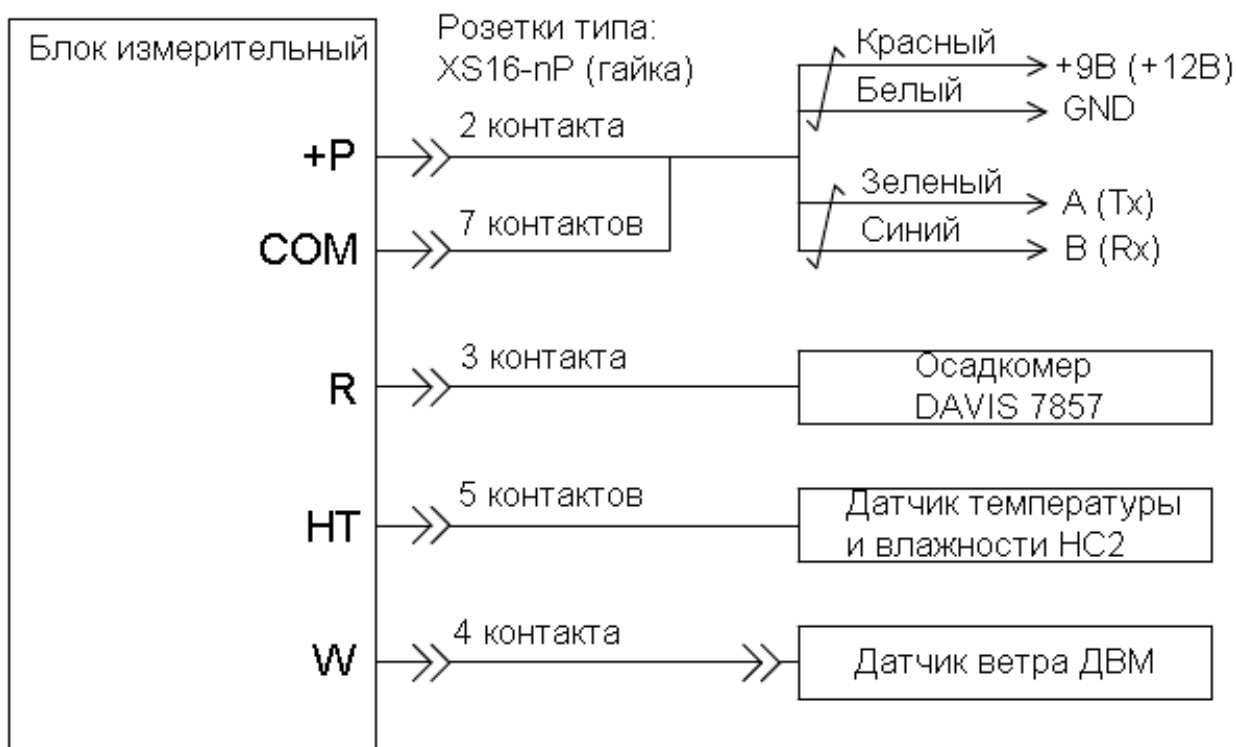 Блок измерительный
Розетки типа:
XS16-nP (гайка)
+P
2 контакта
Красный
+9В (+12В)
Белый
GND
COM
7 контактов
Зеленый
A (Tx)
Синий
B (Rx)
R
3 контакта
Осадкомер
DAVIS 7857
HT
5 контактов
Датчик температуры
и влажности HC2
W
4 контакта
Датчик ветра ДВМ